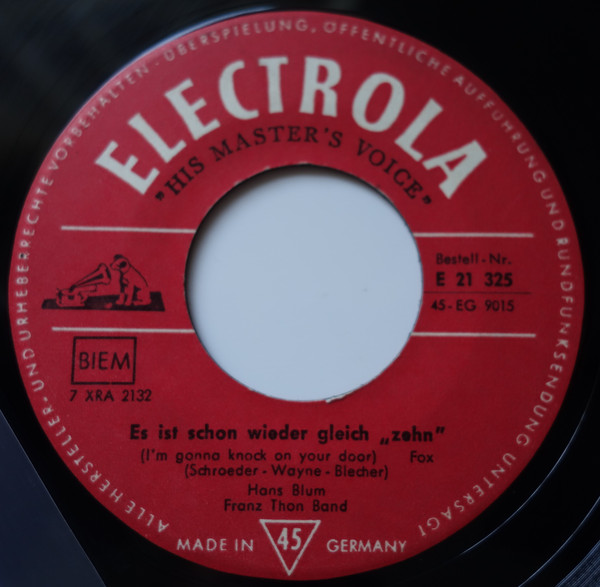 ALLE HERSTELLER- UND URHEBERRECHTE VORBEHALTEN · ÜBERSPIELUNG, ÖFFENTLICHE AUFFÜHRUNG UND RUNDFUNKSENDUNG UNTERSAGT
ELECTROLA
"HIS MASTER'S VOICE"
Bestell-Nr.
E 21 325
45-EG 9015
BIEM
7 XRA 2132
Es ist schon wieder gleich „zehn"
(I'm gonna knock on your door) Fox
(Schroeder - Wayne - Blecher)
Hans Blum
Franz Thon Band
MADE IN 45 GERMANY